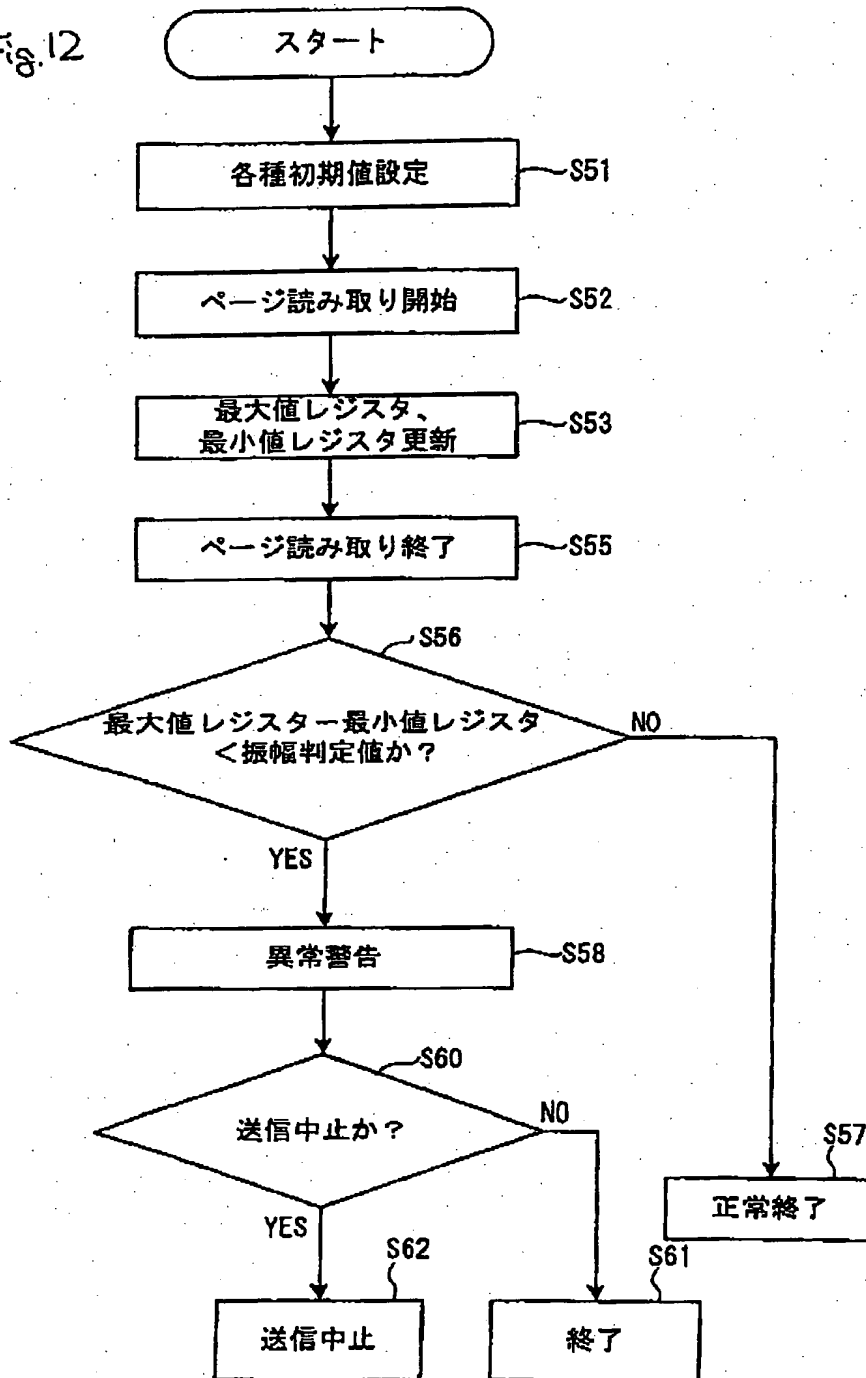 Fig.12
スタート
各種初期値設定
S51
ページ読み取り開始
S52
最大値レジスタ、
最小値レジスタ更新
S53
ページ読み取り終了
S55
S56
最大値レジスター最小値レジスタ
<振幅判定値か?
NO
YES
異常警告
S58
S60
送信中止か?
NO
YES
S57
正常終了
S62
送信中止
S61
終了